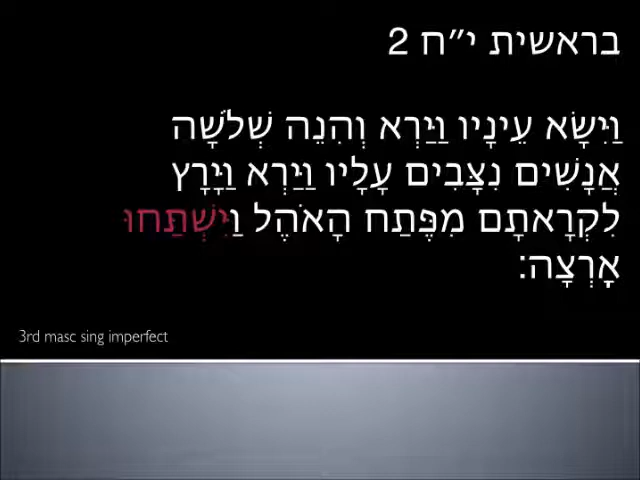 בראשית י״ח 2
וַיִּשָּׂא עֵינָיו וַיַּרְא וְהִנֵּה שְׁלֹשָׁה
אֲנָשִׁים נִצָּבִים עָלָיו וַיַּרְא וַיָּרָץ
לִקְרָאתָם מִפֶּתַח הָאֹהֶל וַיִּשְׁתַּחוּ
אָרְצָה׃
3rd masc sing imperfect